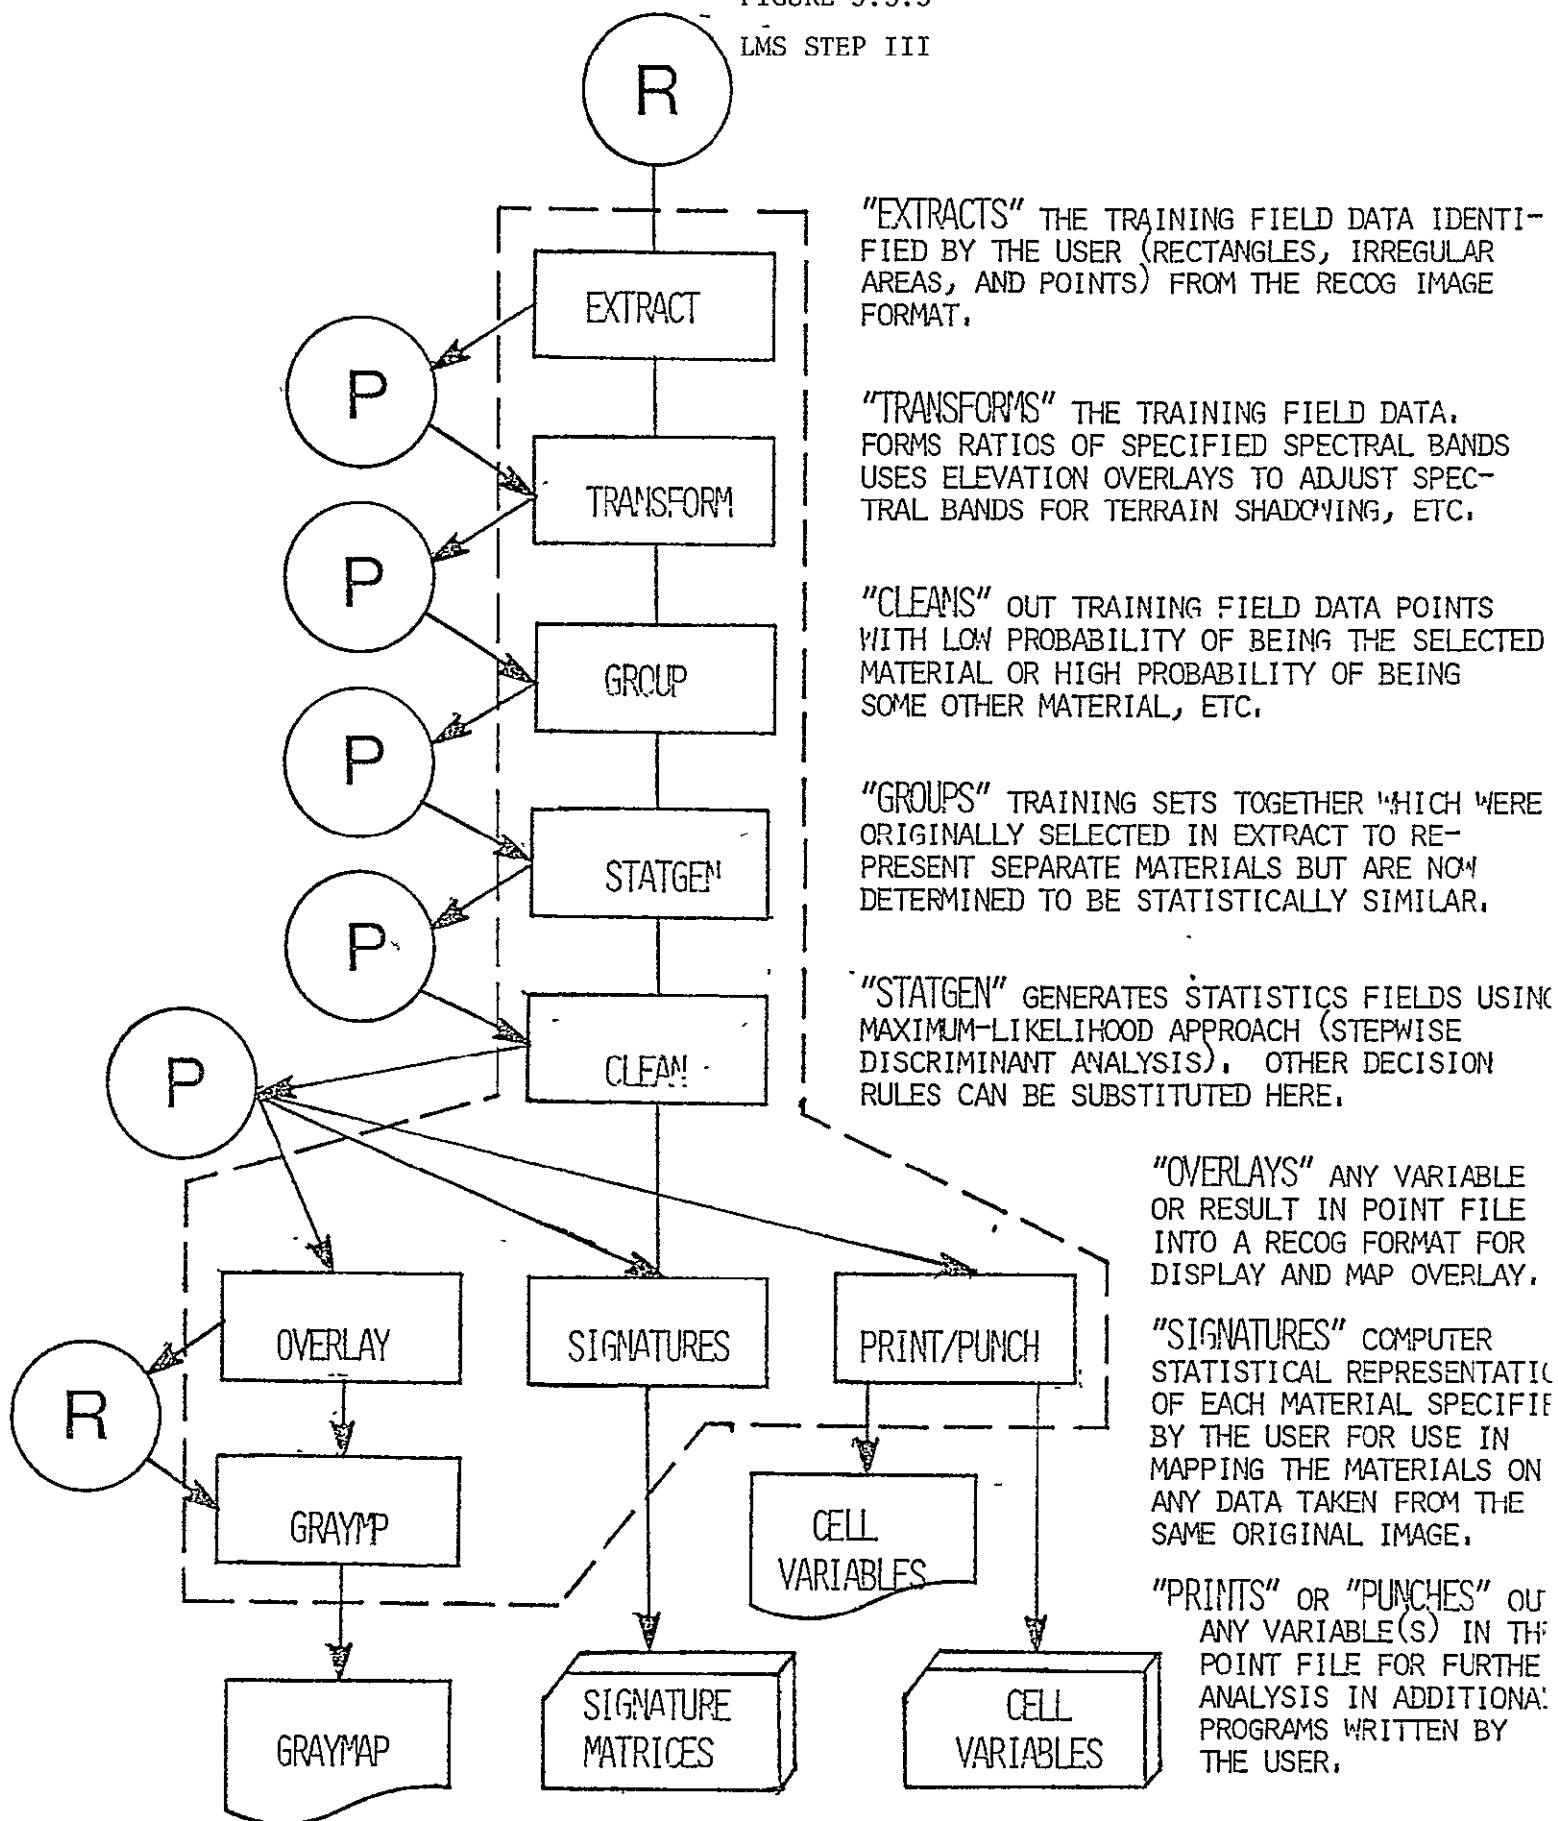 LMS STEP III
R
EXTRACT
P
TRANSFORM
P
GROUP
P
STATGEN
P
CLEAN
P
OVERLAY
SIGNATURES
PRINT/PUNCH
R
GRAYMP
CELL
VARIABLES
GRAYMAP
SIGNATURE
MATRICES
CELL
VARIABLES
"EXTRACTS" THE TRAINING FIELD DATA IDENTI-
FIED BY THE USER (RECTANGLES, IRREGULAR
AREAS, AND POINTS) FROM THE RECOG IMAGE
FORMAT.
"TRANSFORMS" THE TRAINING FIELD DATA.
FORMS RATIOS OF SPECIFIED SPECTRAL BANDS
USES ELEVATION OVERLAYS TO ADJUST SPEC-
TRAL BANDS FOR TERRAIN SHADOWING, ETC.
"CLEANS" OUT TRAINING FIELD DATA POINTS
WITH LOW PROBABILITY OF BEING THE SELECTED
MATERIAL OR HIGH PROBABILITY OF BEING
SOME OTHER MATERIAL, ETC.
"GROUPS" TRAINING SETS TOGETHER WHICH WERE
ORIGINALLY SELECTED IN EXTRACT TO RE-
PRESENT SEPARATE MATERIALS BUT ARE NOW
DETERMINED TO BE STATISTICALLY SIMILAR.
"STATGEN" GENERATES STATISTICS FIELDS USIN
MAXIMUM-LIKELIHOOD APPROACH (STEPWISE
DISCRIMINANT ANALYSIS). OTHER DECISION
RULES CAN BE SUBSTITUTED HERE.
"OVERLAYS" ANY VARIABLE
OR RESULT IN POINT FILE
INTO A RECOG FORMAT FOR
DISPLAY AND MAP OVERLAY.
"SIGNATURES" COMPUTER
STATISTICAL REPRESENTATI
OF EACH MATERIAL SPECIFI
BY THE USER FOR USE IN
MAPPING THE MATERIALS ON
ANY DATA TAKEN FROM THE
SAME ORIGINAL IMAGE.
"PRINTS" OR "PUNCHES" OU
ANY VARIABLE(S) IN TH
POINT FILE FOR FURTHE
ANALYSIS IN ADDITIONA
PROGRAMS WRITTEN BY
THE USER.